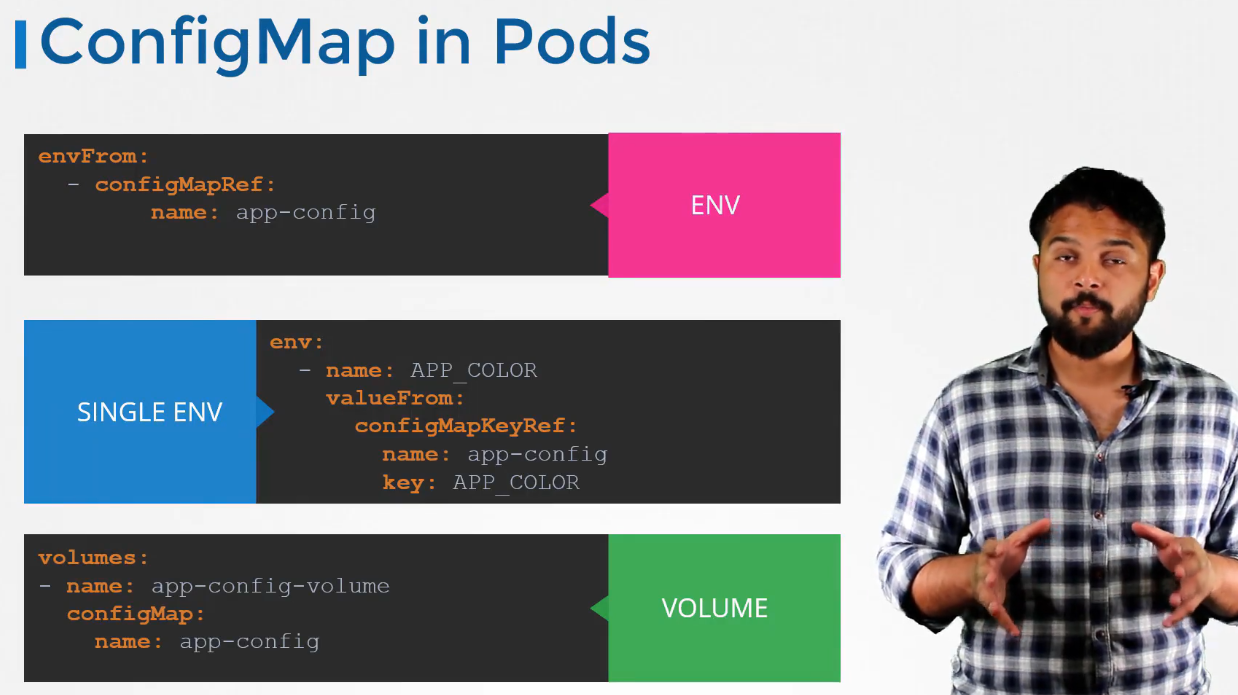 ConfigMap in Pods
envFrom:
  - configMapRef:
        name: app-config
ENV
SINGLE ENV
env:
  - name: APP_COLOR
    valueFrom:
      configMapKeyRef:
        name: app-config
        key: APP_COLOR
volumes:
- name: app-config-volume
  configMap:
    name: app-config
VOLUME